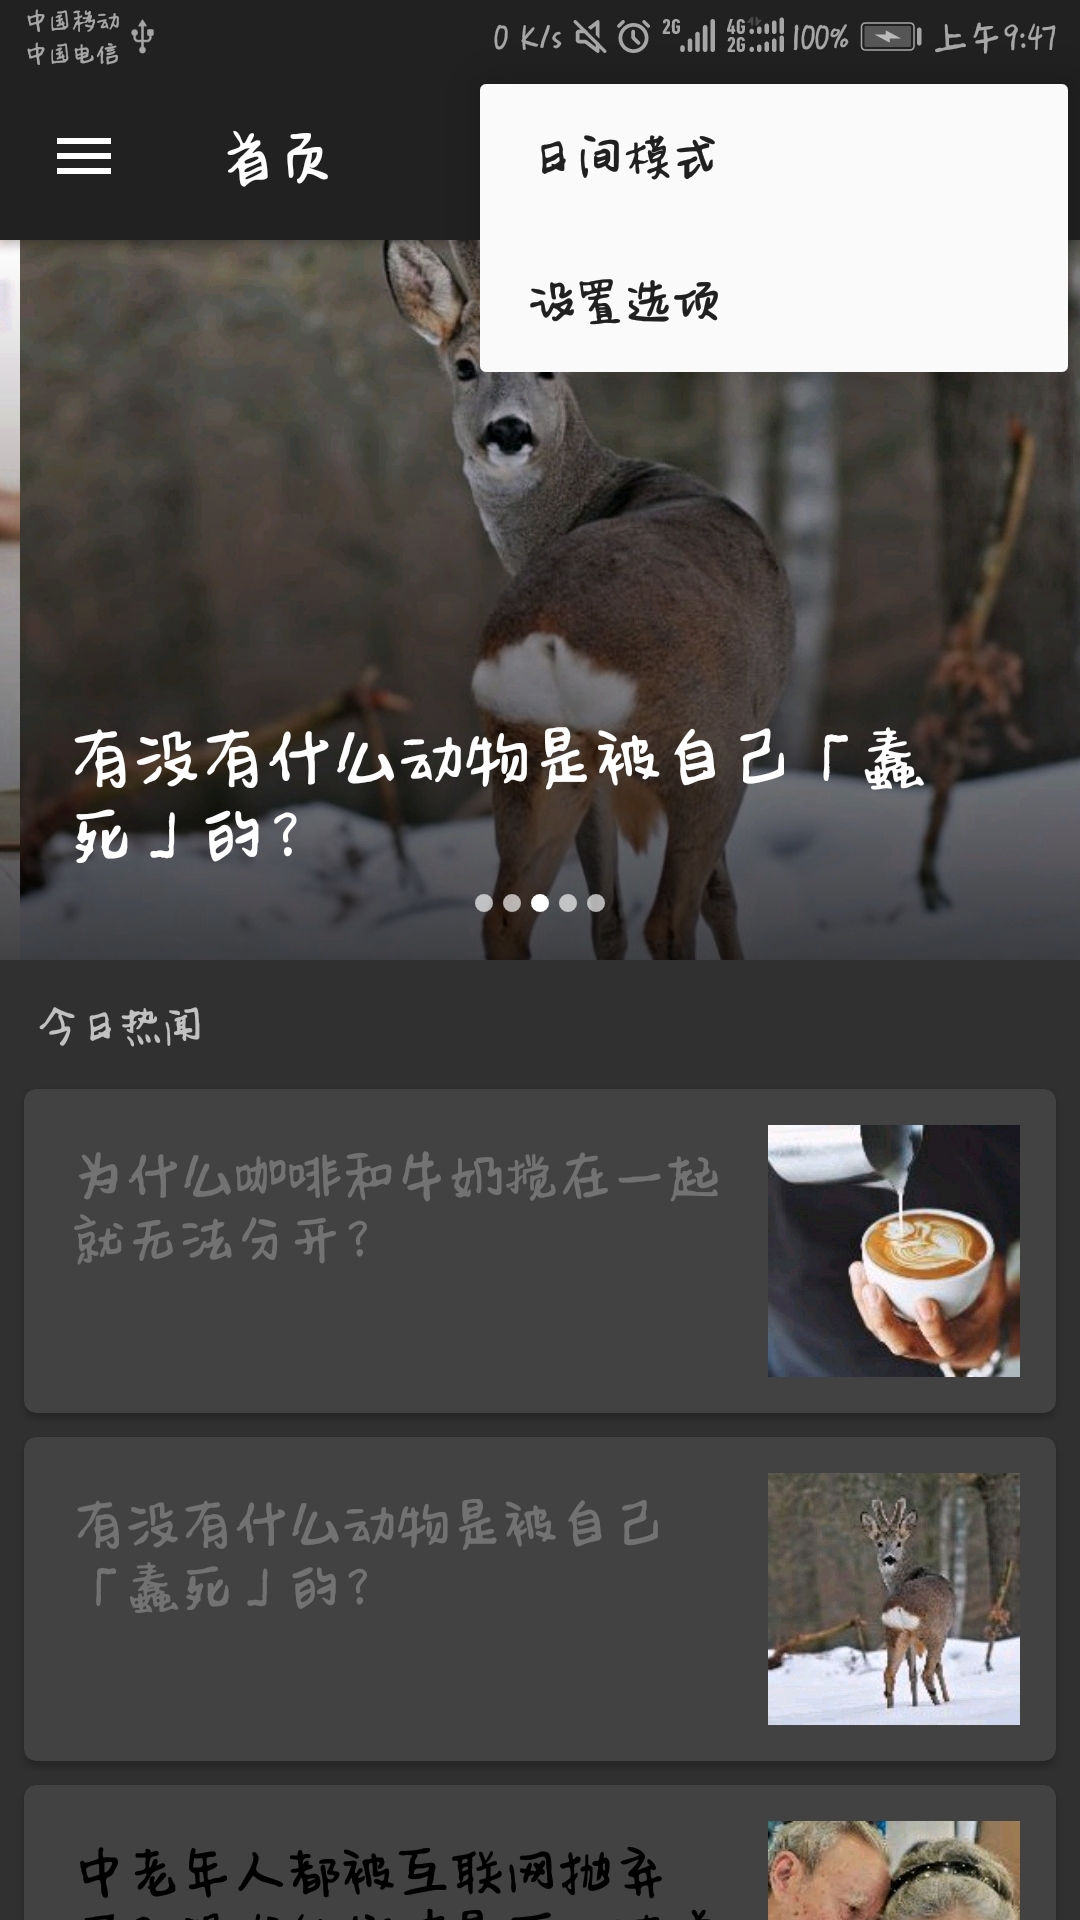 中国移动
中国电信
0 K/s 2G 4G 2G 100% 上午9:47
首页
日间模式
设置选项
有没有什么动物是被自己「蠢
死」的?
今日热闻
为什么咖啡和牛奶搅在一起
就无法分开?
有没有什么动物是被自己
「蠢死」的?
中老年人都被互联网抛弃